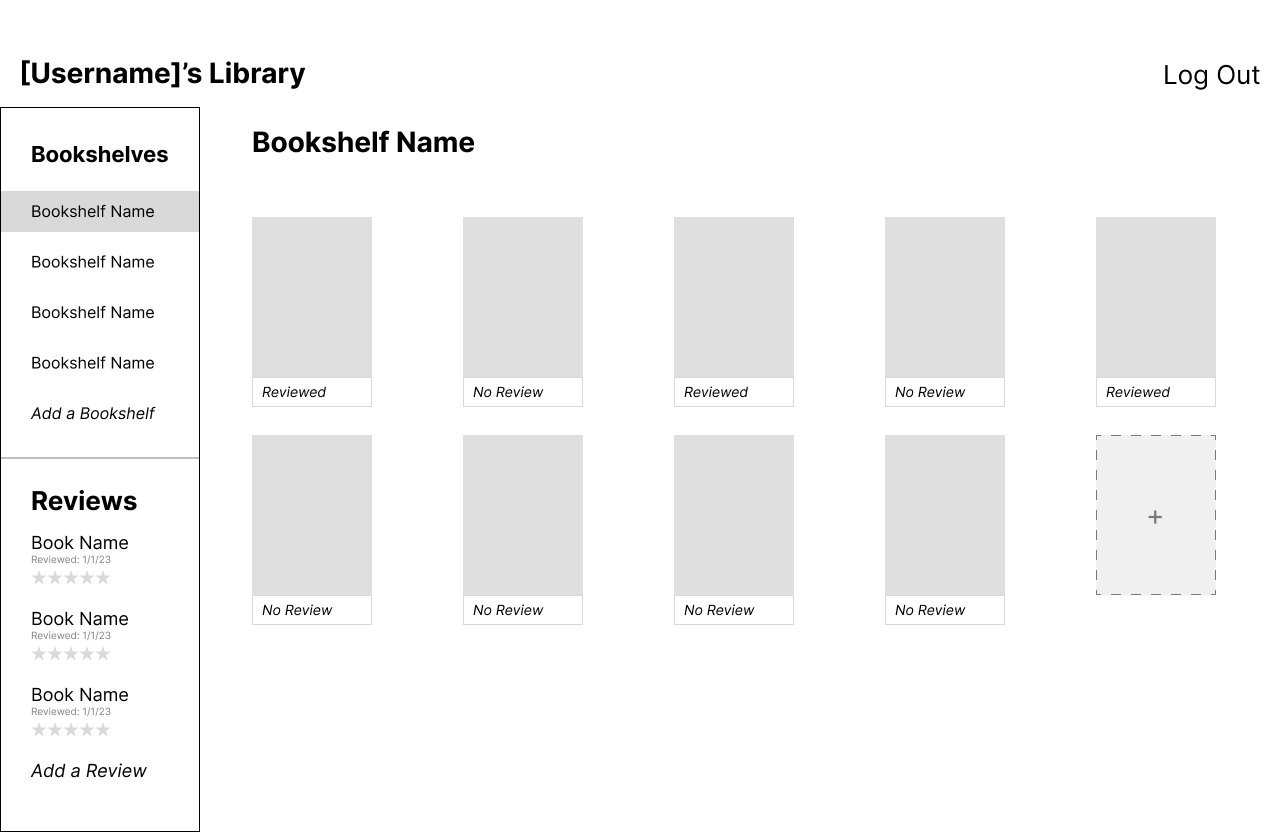 [Username]’s Library
Log Out
Bookshelves
Bookshelf Name
Bookshelf Name
Bookshelf Name
Bookshelf Name
Add a Bookshelf
Reviews
Book Name
Reviewed: 1/1/23
★★★★★
Book Name
Reviewed: 1/1/23
★★★★★
Book Name
Reviewed: 1/1/23
★★★★★
Add a Review
Bookshelf Name
Reviewed
No Review
Reviewed
No Review
Reviewed
No Review
No Review
No Review
No Review
+